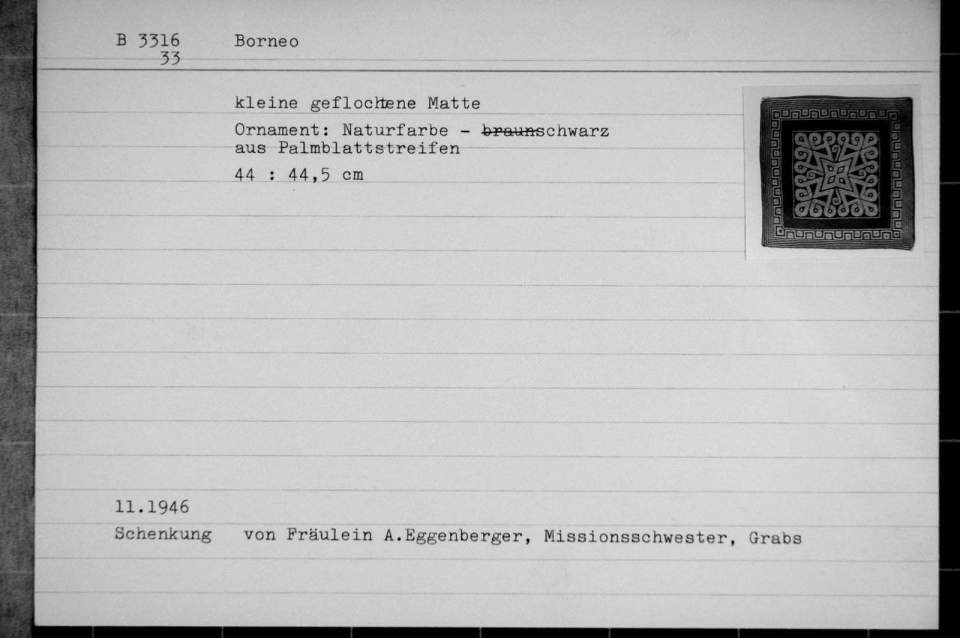 B 3316 Borneo
33
kleine geflochtene Matte
Ornament: Naturfarbe - braunschwarz
aus Palmblattstreifen
44 : 44,5 cm
11.1946
Schenkung von Fräulein A.Eggenberger, Missionsschwester, Grabs